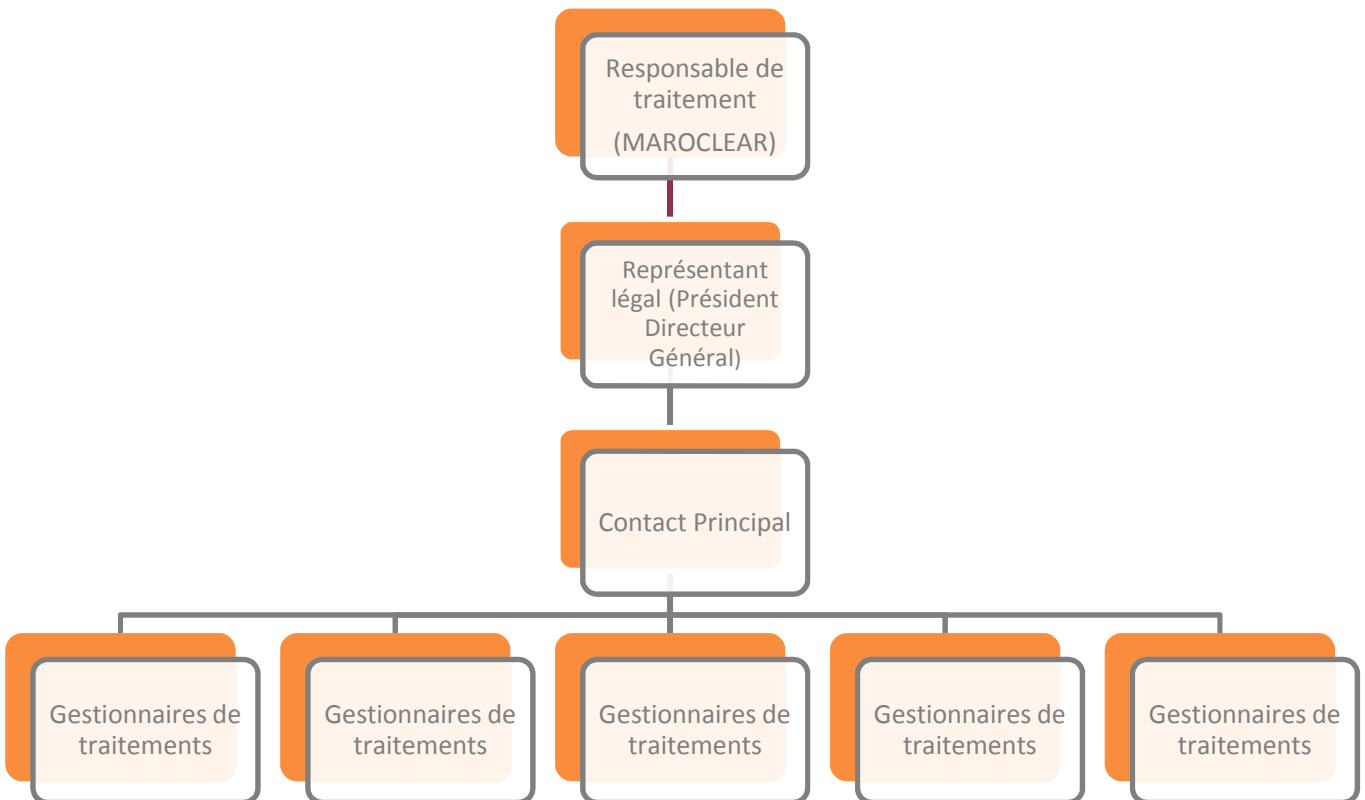 Responsable de
traitement
(MAROCLEAR)
Représentant
légal (Président
Directeur
Général)
Contact Principal
Gestionnaires de
traitements
Gestionnaires de
traitements
Gestionnaires de
traitements
Gestionnaires de
traitements
Gestionnaires de
traitements